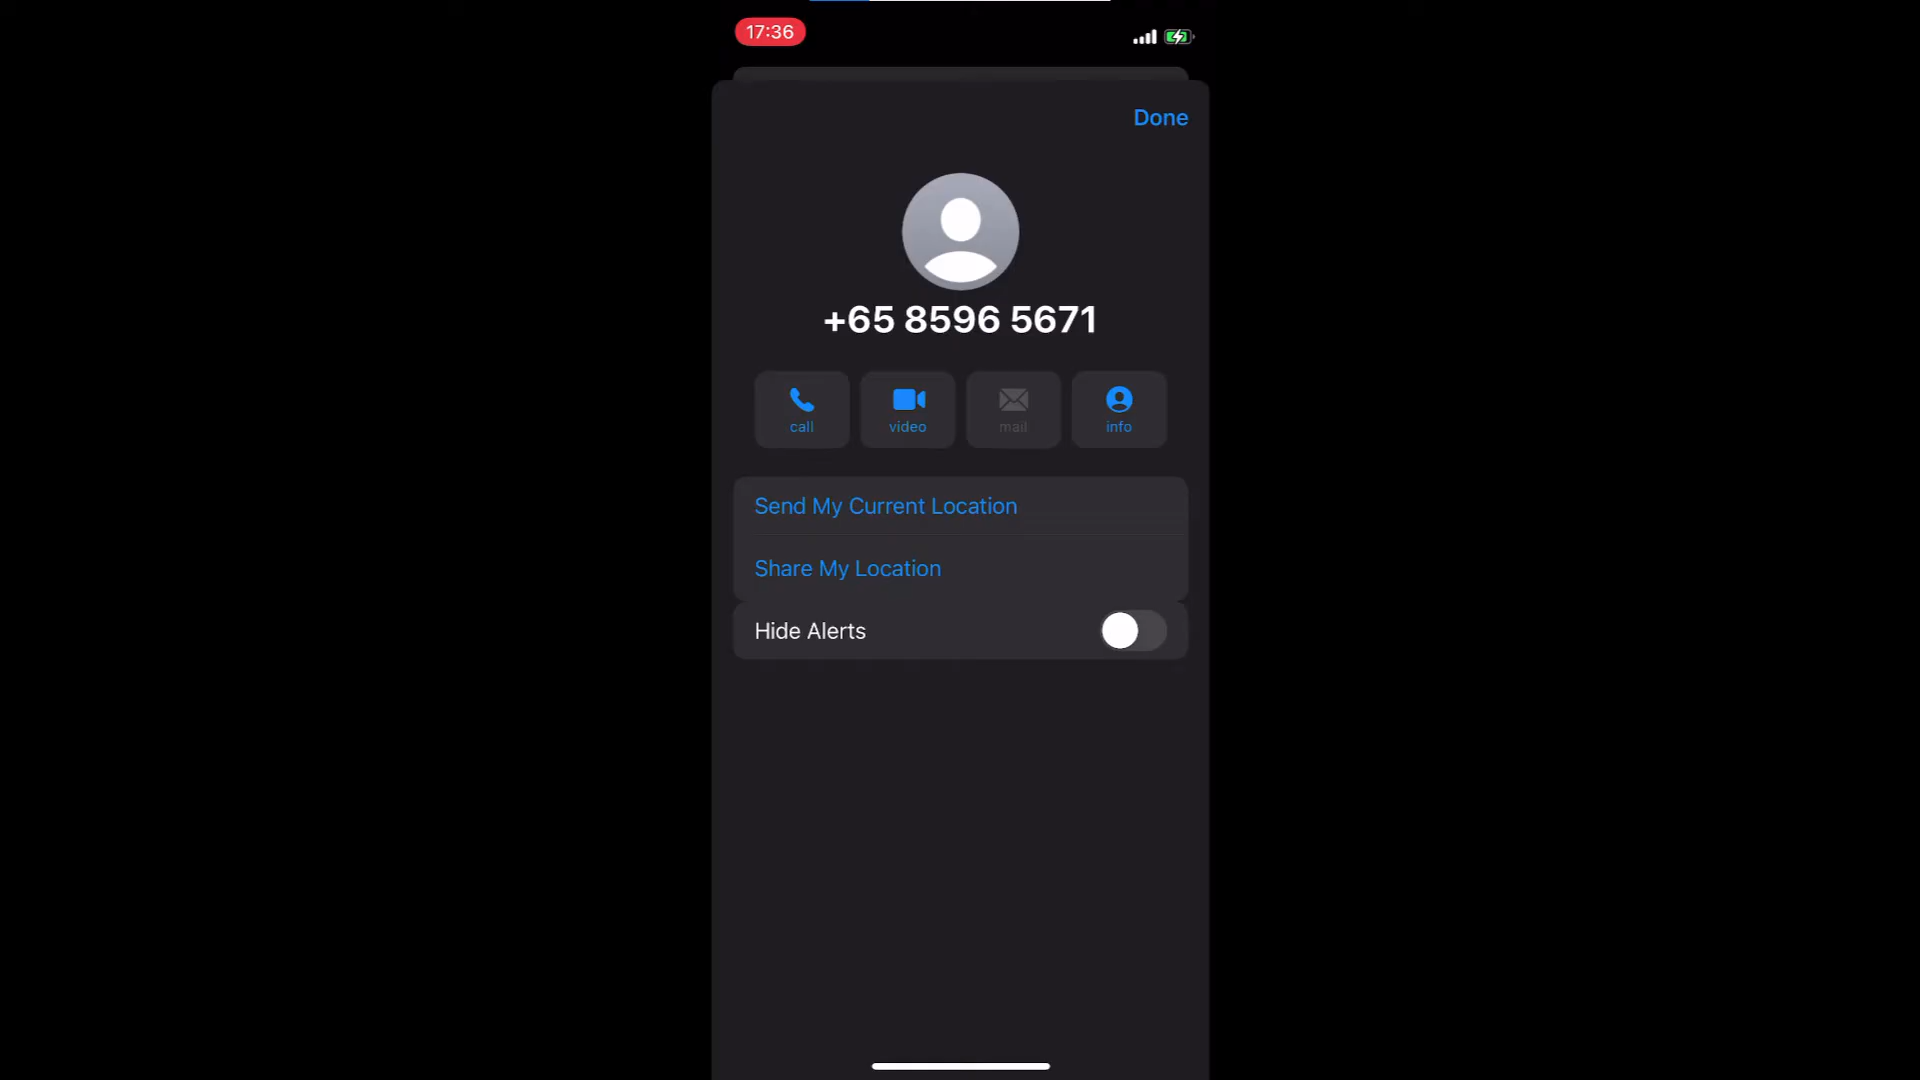 17:36
Done
+65 8596 5671
call
video
mail
info
Send My Current Location
Share My Location
Hide Alerts